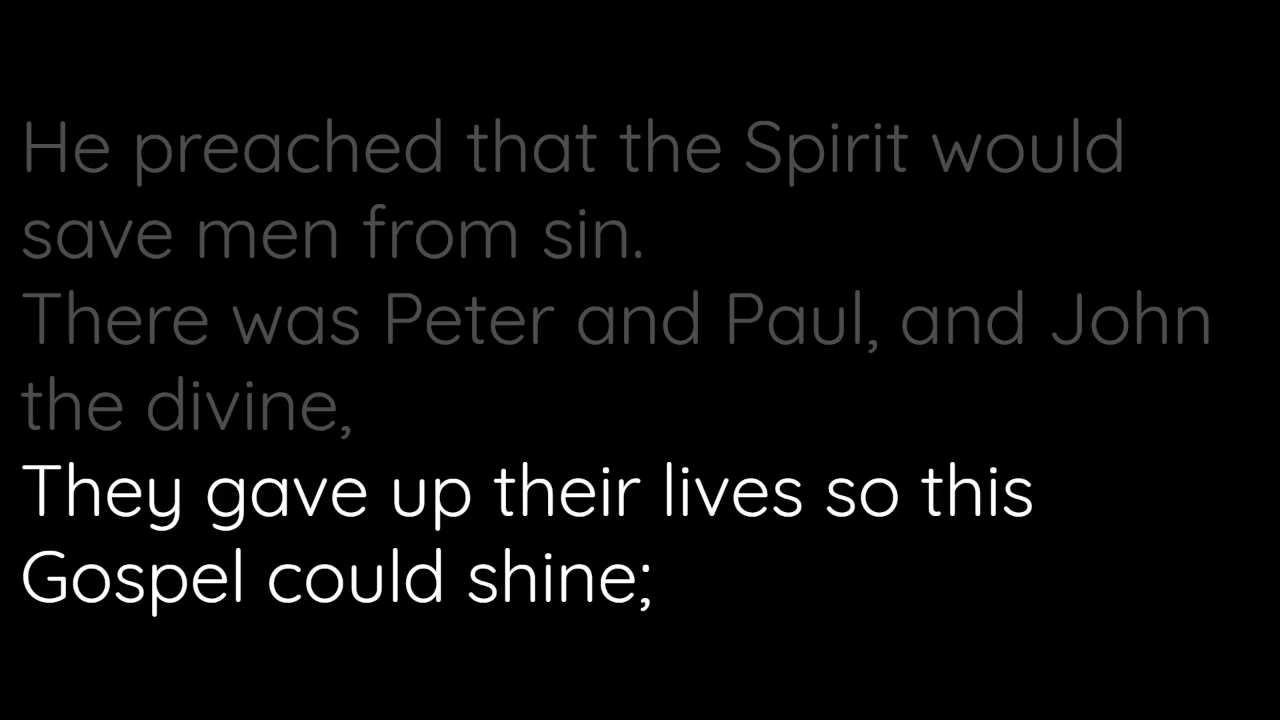 He preached that the Spirit would
save men from sin.
There was Peter and Paul, and John
the divine,
They gave up their lives so this
Gospel could shine;